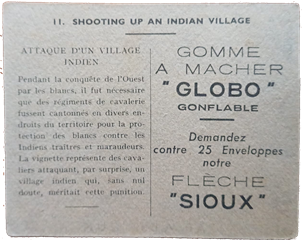 11. SHOOTING UP AN INDIAN VILLAGE
ATTAQUE D'UN VILLAGE
INDIEN
Pendant la conquête de l'Ouest
par les blancs, il fut nécessaire
que des régiments de cavalerie
fussent cantonnés en divers en-
droits du territoire pour la pro-
tection des blancs contre les
Indiens traîtres et maraudeurs.
La vignette représente des cava-
liers attaquant, par surprise, un
village indien qui, sans nul
doute, méritait cette punition
GOMME
A MACHER
"GLOBO"
GONFLABLE
Demandez
contre 25 Enveloppes
notre
FLÈCHE
"SIOUX"